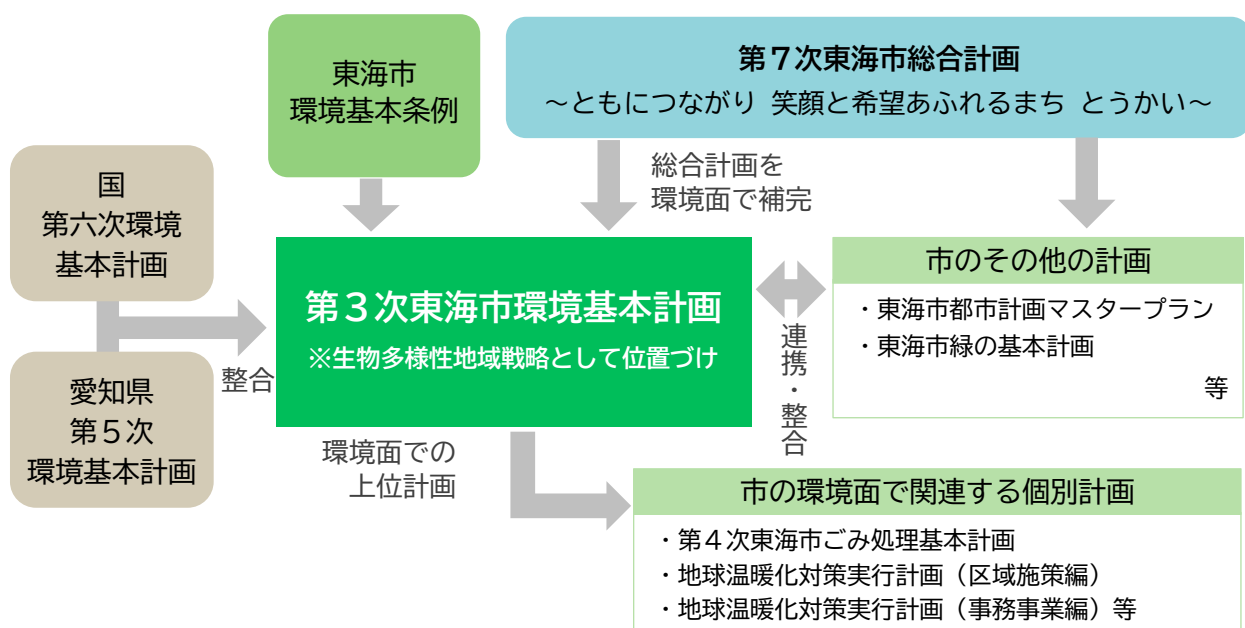 東海市
環境基本条例
第７次東海市総合計画
～ともにつながり 笑顔と希望あふれるまち とうかい～
国
第六次環境
基本計画
愛知県
第５次
環境基本計画
整合
総合計画を
環境面で補完
第３次東海市環境基本計画
※生物多様性地域戦略として位置づけ
連携・整合
市のその他の計画
・東海市都市計画マスタープラン
・東海市緑の基本計画
等
環境面での
上位計画
市の環境面で関連する個別計画
・第４次東海市ごみ処理基本計画
・地球温暖化対策実行計画（区域施策編）
・地球温暖化対策実行計画（事務事業編）等